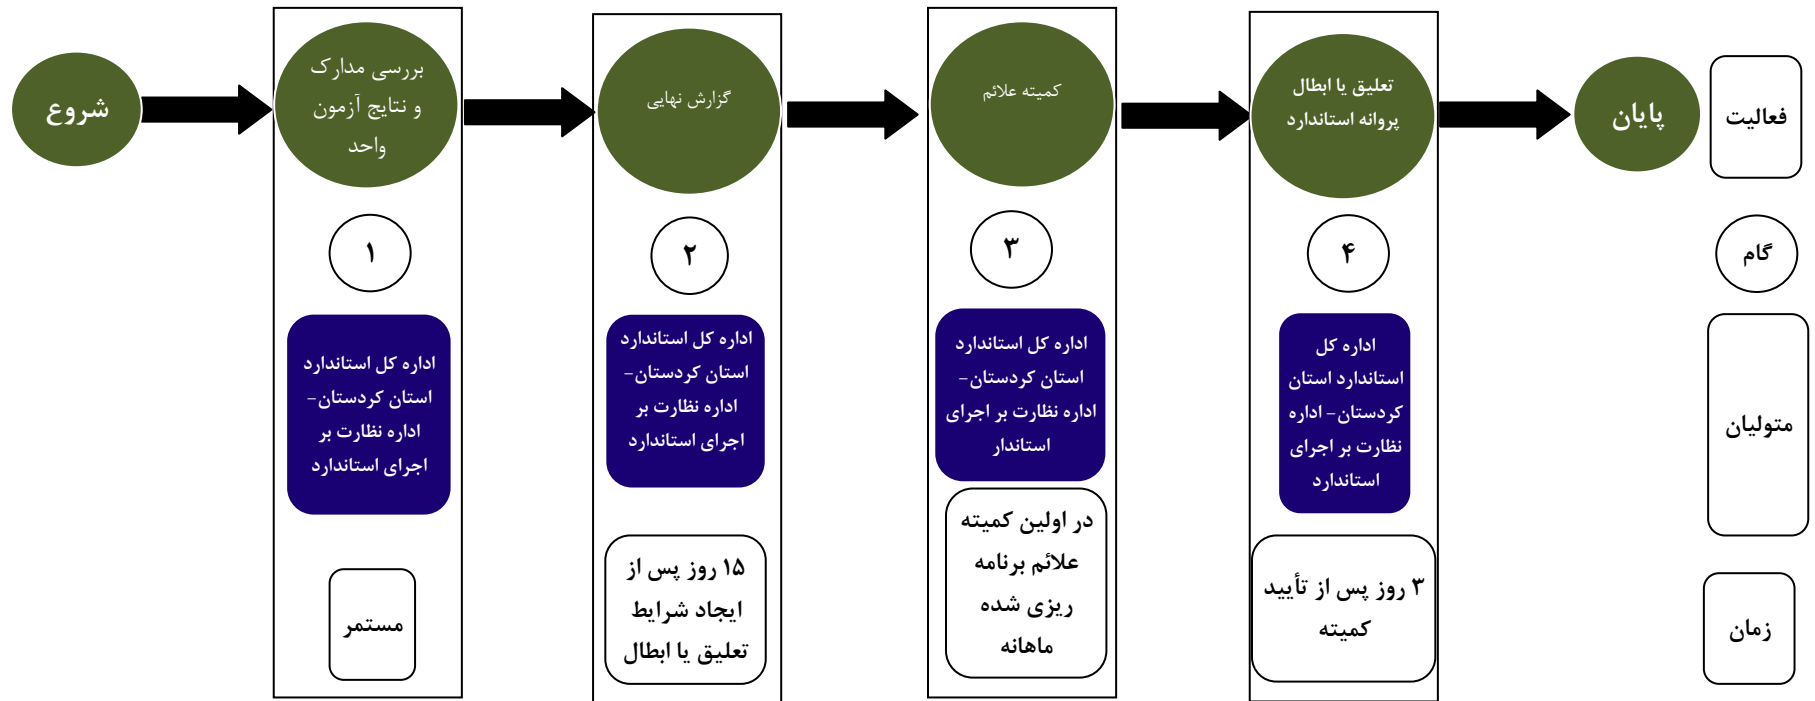 شروع
بررسی مدارک
و نتایج آزمون
واحد
گزارش نهایی
کمیته علائم
تعلیق یا ابطال
پروانه استاندارد
پایان
فعالیت
۱
۲
۳
۴
گام
اداره کل استاندارد
استان کردستان-
اداره نظارت بر
اجرای استاندارد
اداره کل استاندارد
استان کردستان-
اداره نظارت بر
اجرای استاندارد
اداره کل استاندارد
استان کردستان-
اداره نظارت بر اجرای
استاندار
اداره کل
استاندارد استان
کردستان- اداره
نظارت بر اجرای
استاندارد
متولیان
مستمر
۱۵ روز پس از
ایجاد شرایط
تعلیق یا ابطال
در اولین کمیته
علائم برنامه
ریزی شده
ماهانه
۳ روز پس از تأیید
کمیته
زمان